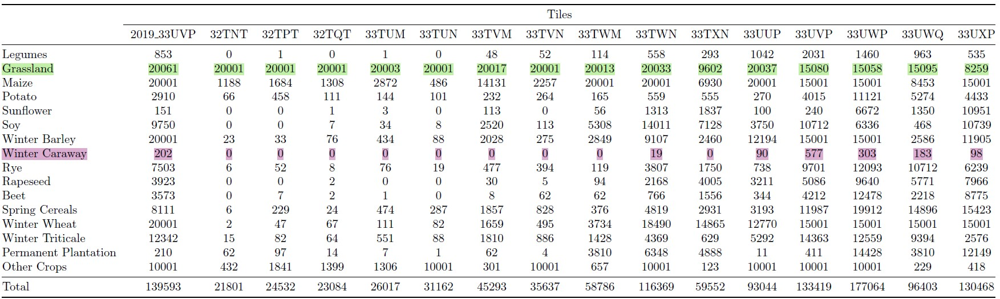 Tiles
2019_33UVP 32TNT 32TPT 32TQT 33TUM 33TUN 33TVM 33TVN 33TWM 33TWN 33TXN 33UUP 33UVP 33UWP 33UWQ 33UXP
Legumes 853 0 1 0 1 0 48 52 114 558 293 1042 2031 1460 963 535
Grassland 20061 20001 20001 20001 20003 20001 20017 20001 20013 20033 9602 20037 15080 15058 15095 8259
Maize 20001 1188 1684 1308 2872 486 14131 2257 20001 20001 6930 20001 15001 15001 8453 15001
Potato 2910 66 458 111 144 101 232 264 165 559 555 270 4015 11121 5274 4433
Sunflower 151 0 0 1 3 0 113 0 56 1313 1837 100 240 6672 1350 10951
Soy 9750 0 0 7 34 8 2520 113 5308 14011 7128 3750 10712 6336 468 10739
Winter Barley 20001 23 33 76 434 88 2028 275 2849 9107 2460 12194 15001 15001 2586 11905
Winter Caraway 202 0 0 0 0 0 0 0 0 19 0 90 577 303 183 98
Rye 7503 6 52 8 76 19 477 394 119 3807 1750 738 9701 12093 10712 6239
Rapeseed 3923 0 0 2 0 0 30 5 94 2168 4005 3211 5086 9640 5771 7966
Beet 3573 0 7 2 1 0 8 62 62 766 1556 344 4212 12478 2218 8775
Spring Cereals 8111 6 229 24 474 287 1857 828 376 4819 2931 3193 11987 19912 14896 15423
Winter Wheat 20001 2 47 67 111 82 1659 495 3734 18490 14865 12770 15001 15001 15001 15001
Winter Triticale 12342 15 82 64 551 88 1810 886 1428 4369 629 5292 14363 12559 9394 2576
Permanent Plantation 210 62 97 14 7 1 62 4 3810 6348 4888 11 411 14428 3810 12149
Other Crops 10001 432 1841 1399 1306 10001 301 10001 657 10001 123 10001 10001 10001 229 418
Total 139593 21801 24532 23084 26017 31162 45293 35637 58786 116369 59552 93044 133419 177064 96403 130468